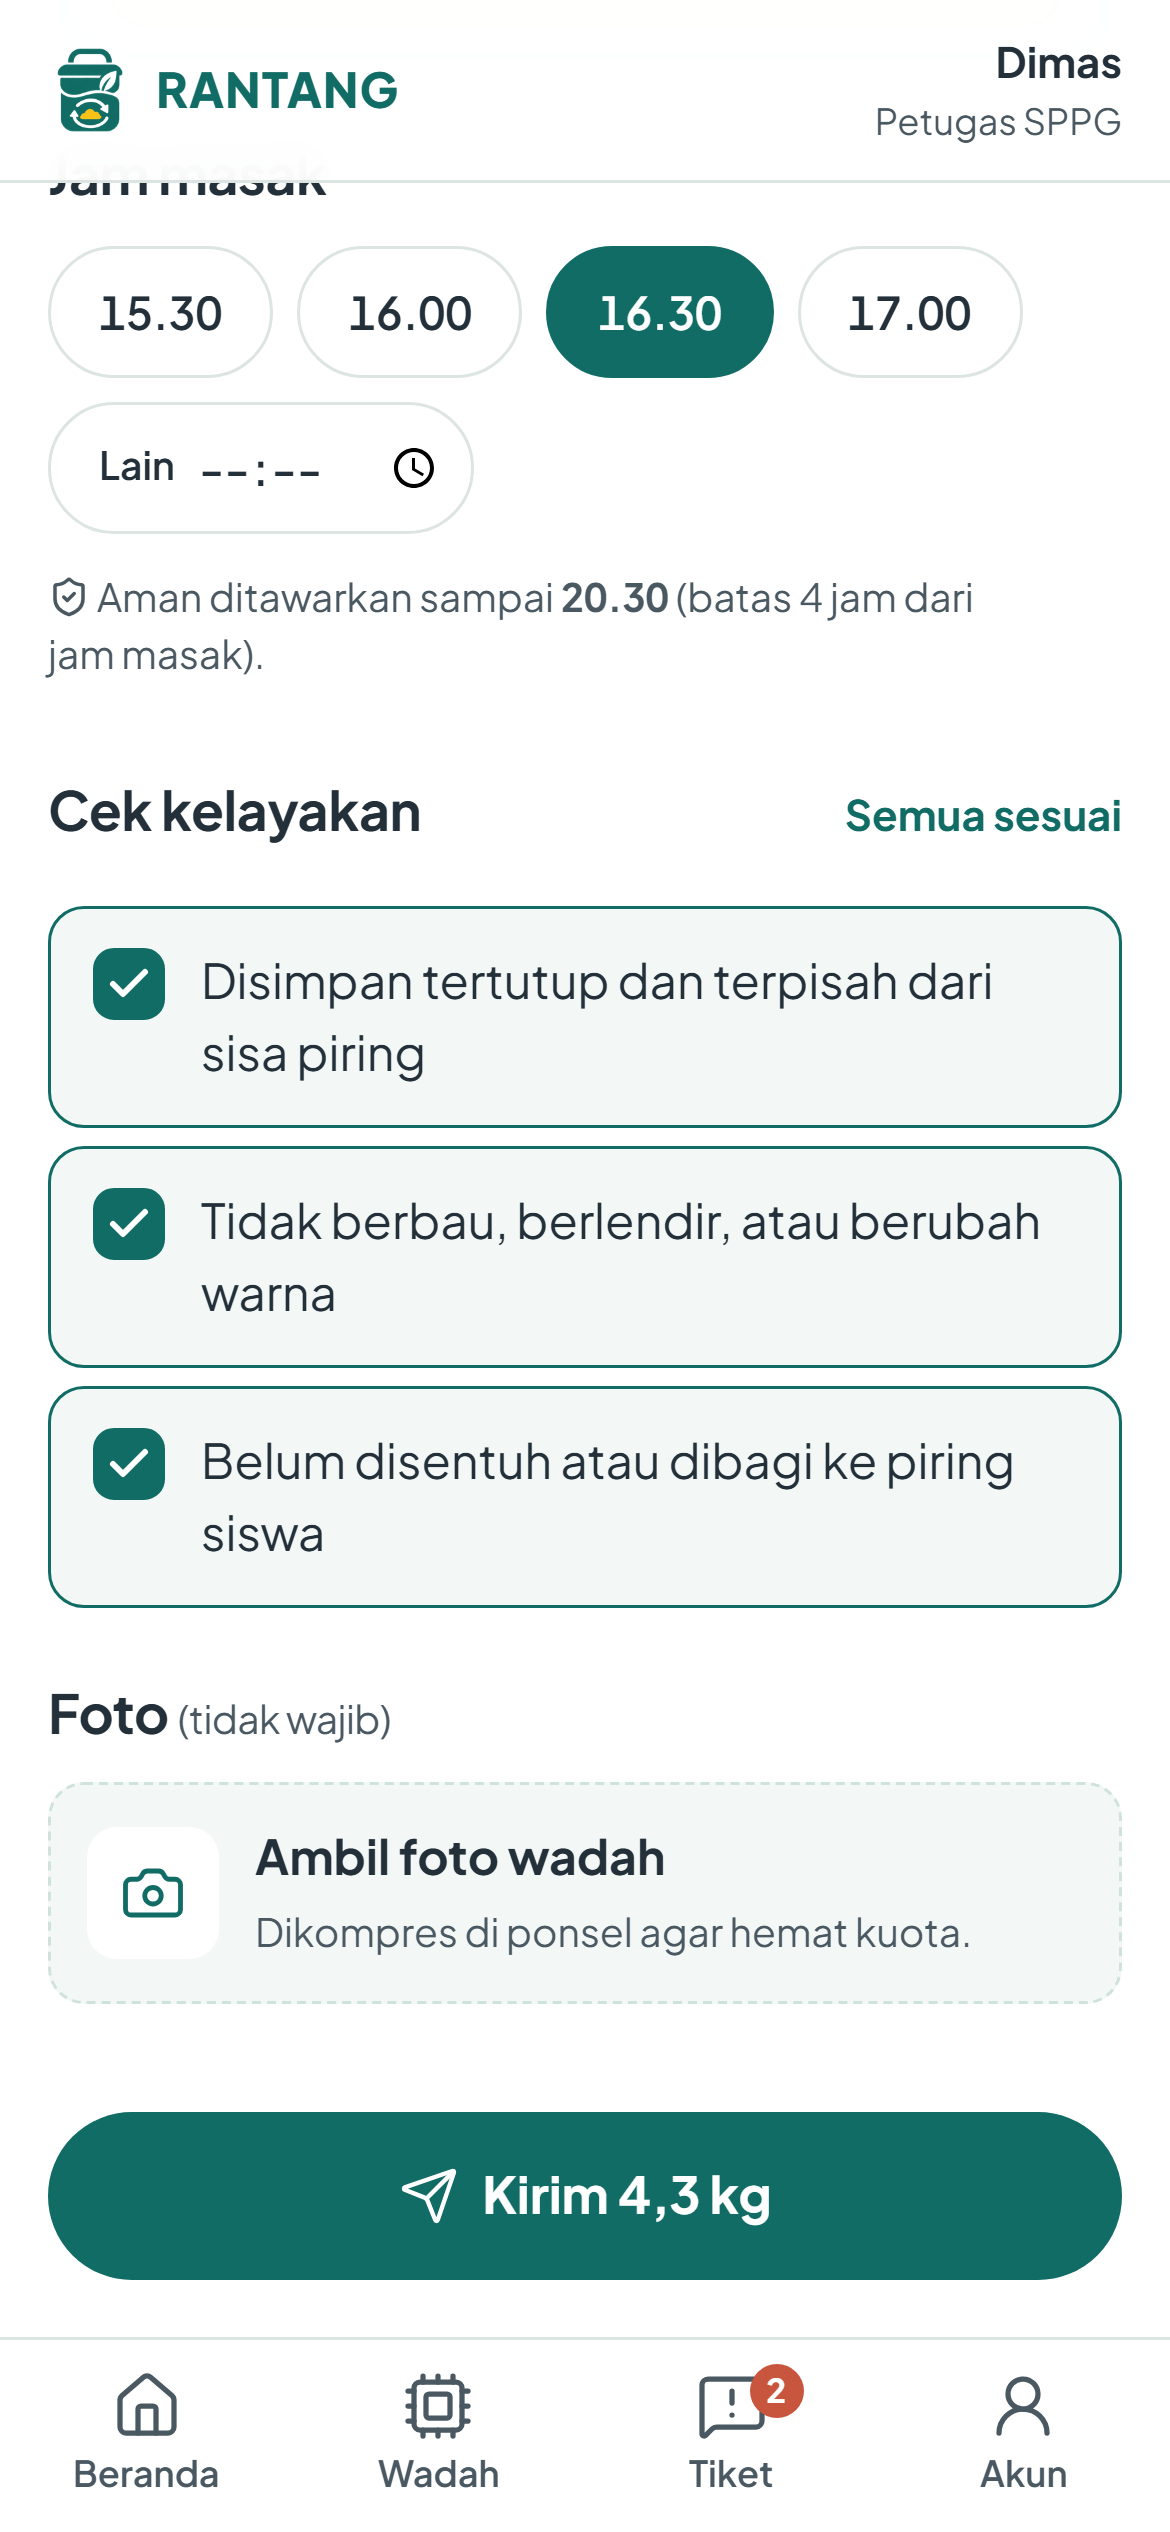 RANTANG
Dimas
Petugas SPPG
Jam masak
15.30
16.00
16.30
17.00
Lain --:--
Aman ditawarkan sampai 20.30 (batas 4 jam dari
jam masak).
Cek kelayakan
Semua sesuai
Disimpan tertutup dan terpisah dari
sisa piring
Tidak berbau, berlendir, atau berubah
warna
Belum disentuh atau dibagi ke piring
siswa
Foto (tidak wajib)
Ambil foto wadah
Dikompres di ponsel agar hemat kuota.
Kirim 4,3 kg
2
Beranda
Wadah
Tiket
Akun